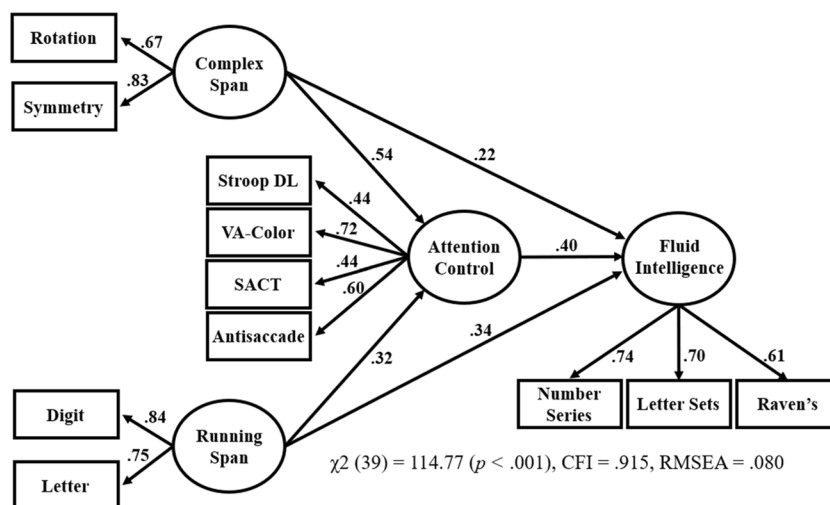 Rotation
.67
Complex
Span
Symmetry
.83
.54
.22
Stroop DL
.44
VA-Color
.72
SACT
.44
Antisaccade
.60
Attention
Control
.40
Fluid
Intelligence
.32
.34
.74
.70
.61
Number
Series
Letter Sets
Raven's
Digit
.84
Running
Span
Letter
.75
χ2 (39) = 114.77 (p < .001), CFI = .915, RMSEA = .080